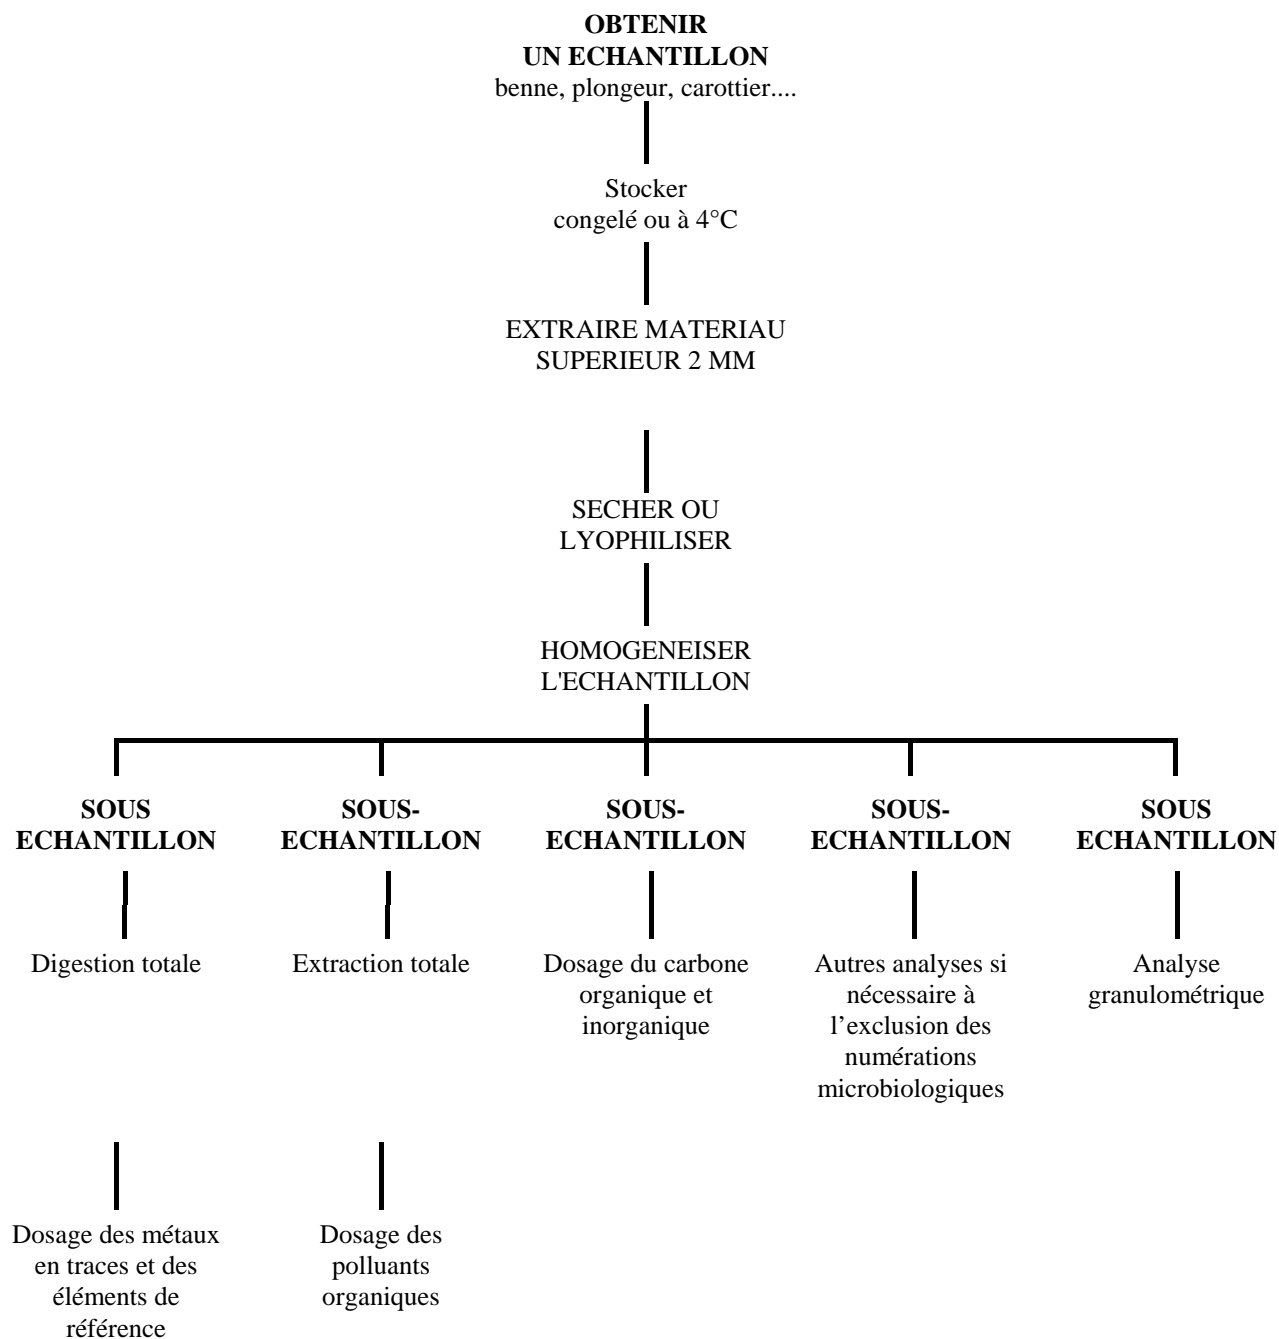 OBTENIR
UN ECHANTILLON
benne, plongeur, carottier....
Stocker
congelé ou à 4°C
EXTRAIRE MATERIAU
SUPERIEUR 2 MM
SECHER OU
LYOPHILISER
HOMOGENEISER
L'ECHANTILLON
SOUS
ECHANTILLON
SOUS-
ECHANTILLON
SOUS-
ECHANTILLON
SOUS-
ECHANTILLON
SOUS
ECHANTILLON
Digestion totale
Extraction totale
Dosage du carbone
organique et
inorganique
Autres analyses si
nécessaire à
l’exclusion des
numérations
microbiologiques
Analyse
granulométrique
Dosage des métaux
en traces et des
éléments de
référence
Dosage des
polluants
organiques